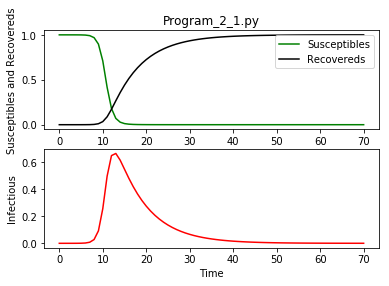 Program_2_1.py
Susceptibles and Recovereds
1.0
0.5
0.0
Susceptibles
Recovereds
0 10 20 30 40 50 60 70
Infectious
0.6
0.4
0.2
0.0
0 10 20 30 40 50 60 70
Time